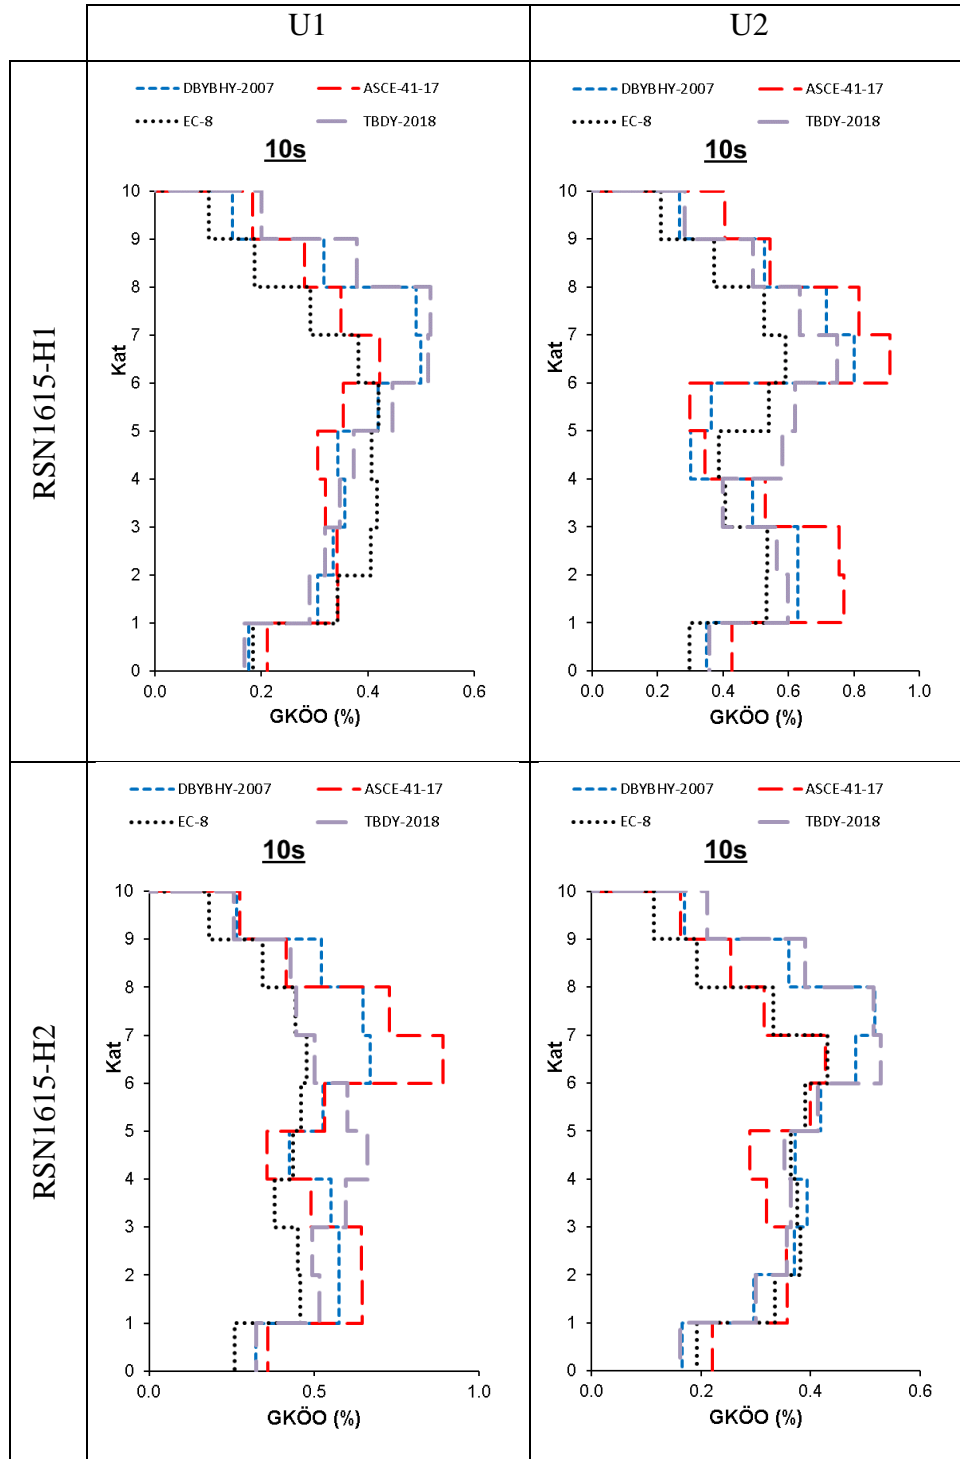 U1 U2
RSN1615-H1
DBYBHY-2007 ASCE-41-17
EC-8 TBDY-2018
10s
10
9
8
7
6
5
4
3
2
1
0
Kat
0.0 0.2 0.4 0.6
GKÖO (%)
DBYBHY-2007 ASCE-41-17
EC-8 TBDY-2018
10s
10
9
8
7
6
5
4
3
2
1
0
Kat
0.0 0.2 0.4 0.6 0.8 1.0
GKÖO (%)
RSN1615-H2
DBYBHY-2007 ASCE-41-17
EC-8 TBDY-2018
10s
10
9
8
7
6
5
4
3
2
1
0
Kat
0.0 0.5 1.0
GKÖO (%)
DBYBHY-2007 ASCE-41-17
EC-8 TBDY-2018
10s
10
9
8
7
6
5
4
3
2
1
0
Kat
0.0 0.2 0.4 0.6
GKÖO (%)